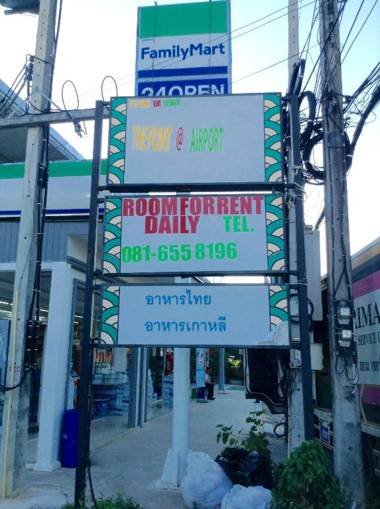 FamilyMart
24 OPEN
THE POINT @ AIRPORT
ROOM FOR RENT
DAILY TEL.
081-655 8196
อาหารไทย
อาหารเกาหลี